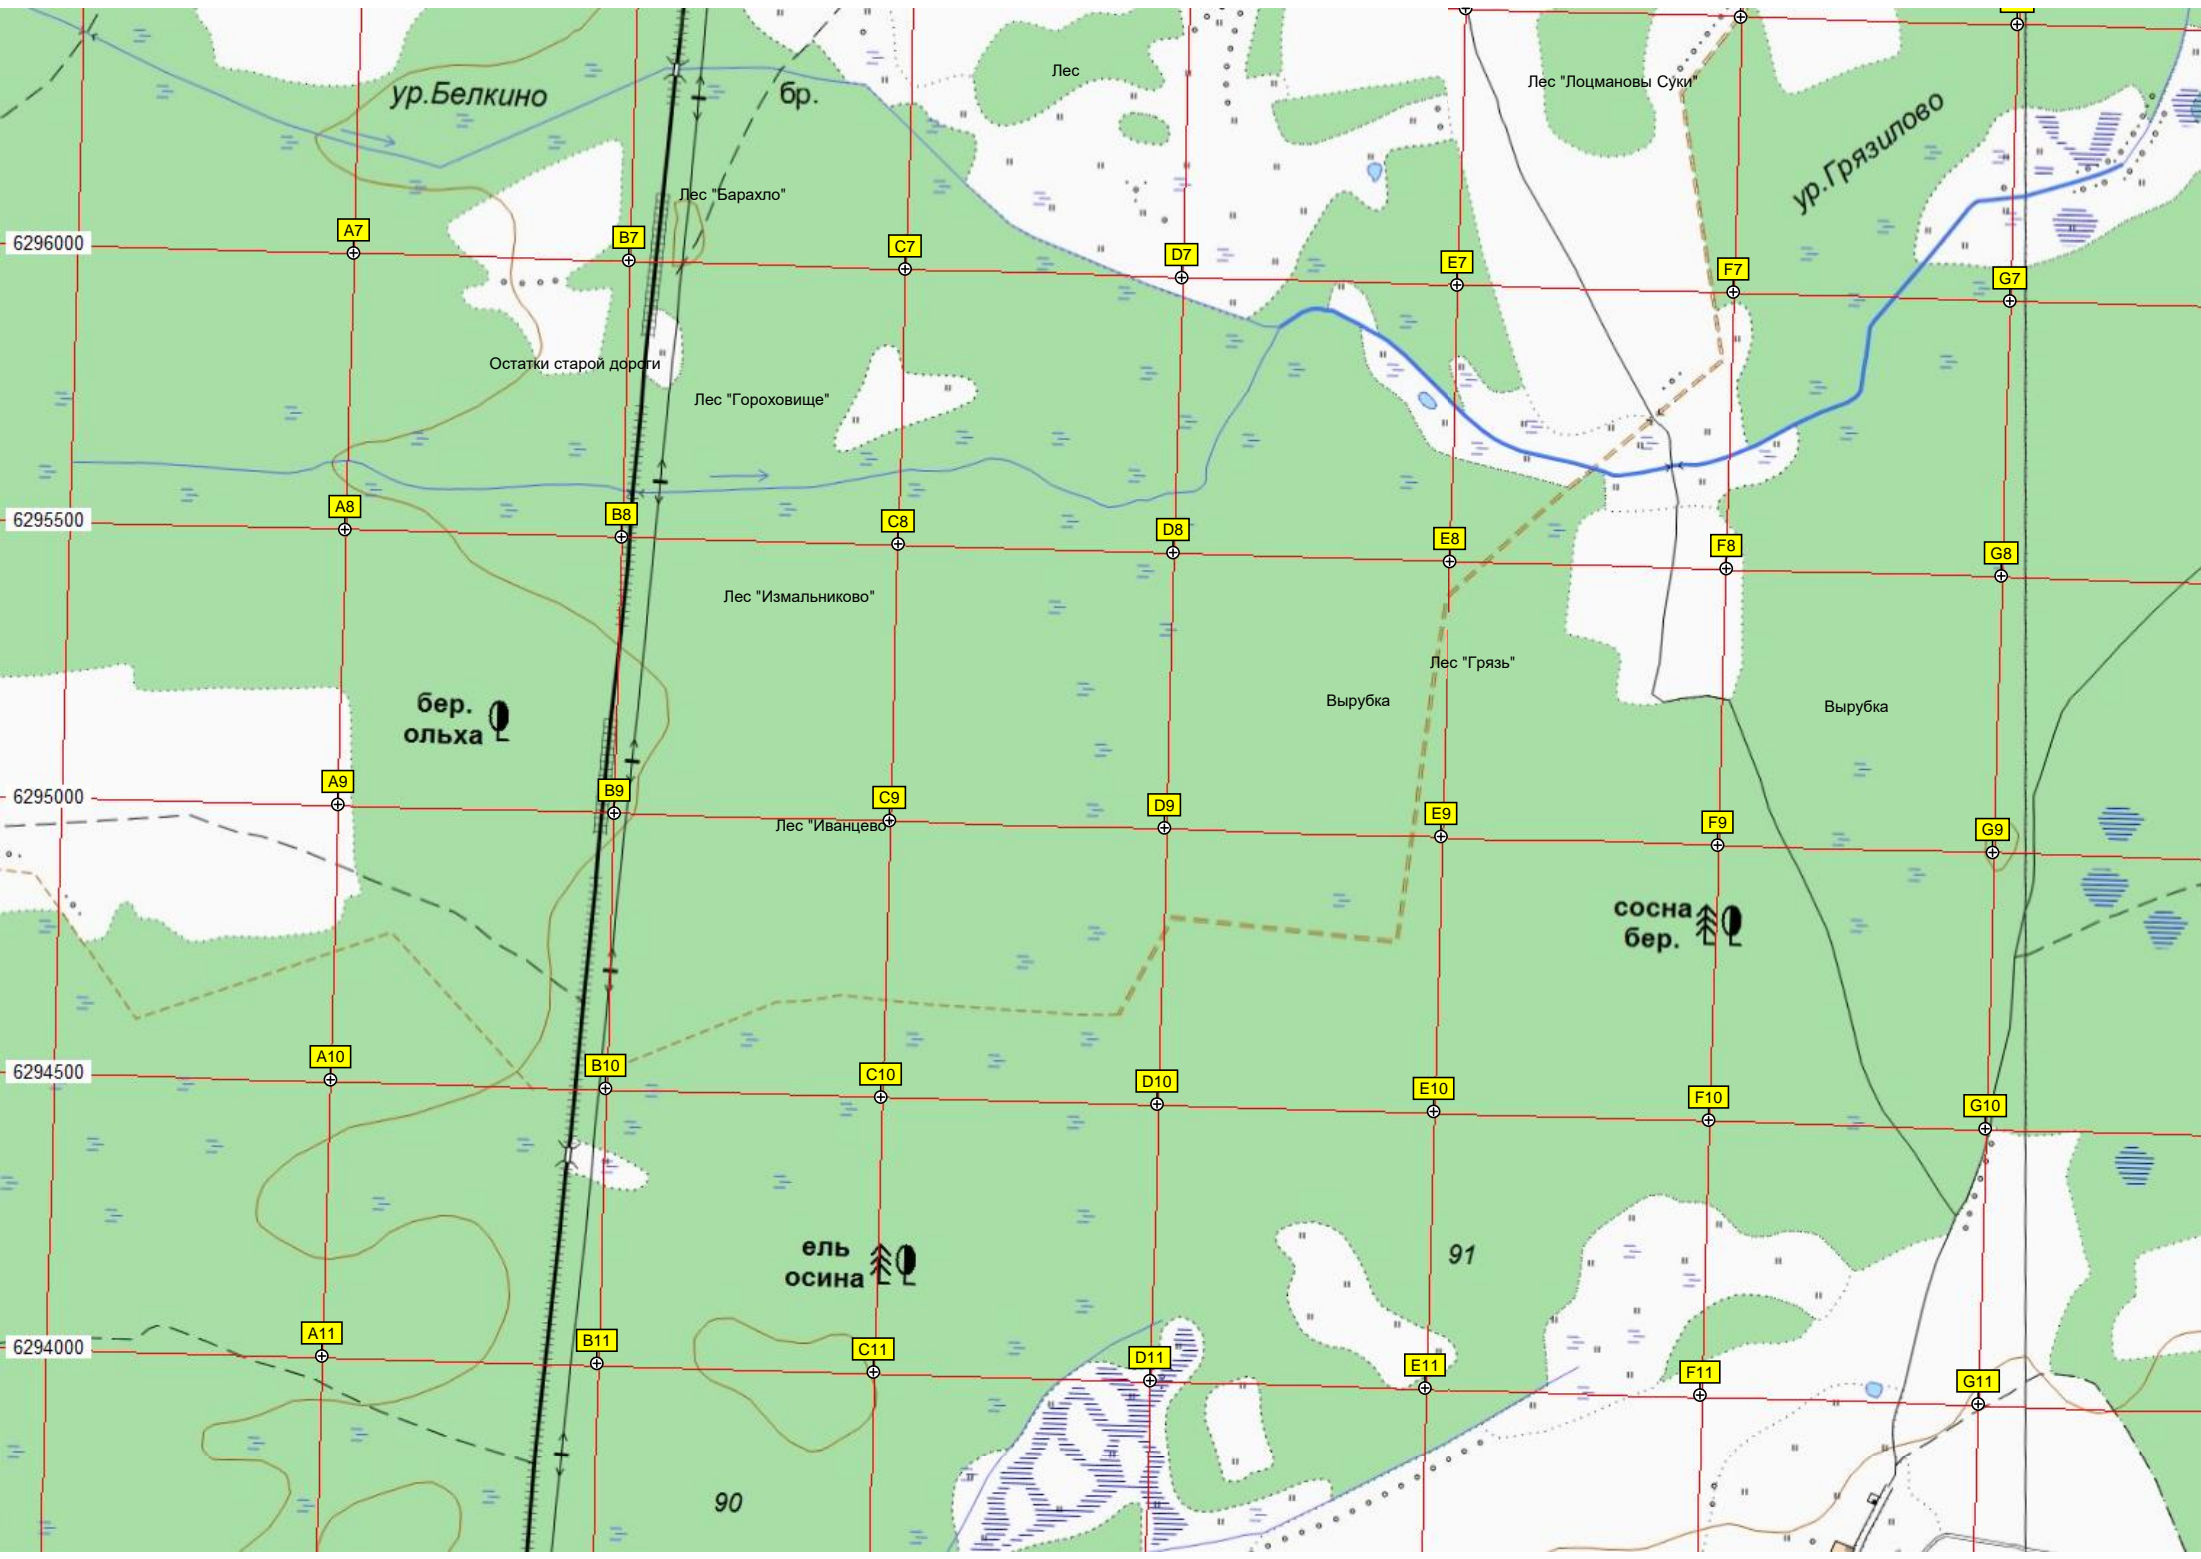 ур.Белкино
бр.
Лес
Лес "Лоцмановы Суки"
ур.Грязилово
Лес "Барахло"
6296000
A7
B7
C7
D7
E7
F7
G7
Остатки старой дороги
Лес "Гороховище"
6295500
A8
B8
C8
D8
E8
F8
G8
Лес "Измальниково"
Лес "Грязь"
Вырубка
Вырубка
бер.
ольха
6295000
A9
B9
C9
D9
E9
F9
G9
Лес "Иванцево"
сосна
бер.
6294500
A10
B10
C10
D10
E10
F10
G10
ель
осина
91
6294000
A11
B11
C11
D11
E11
F11
G11
90